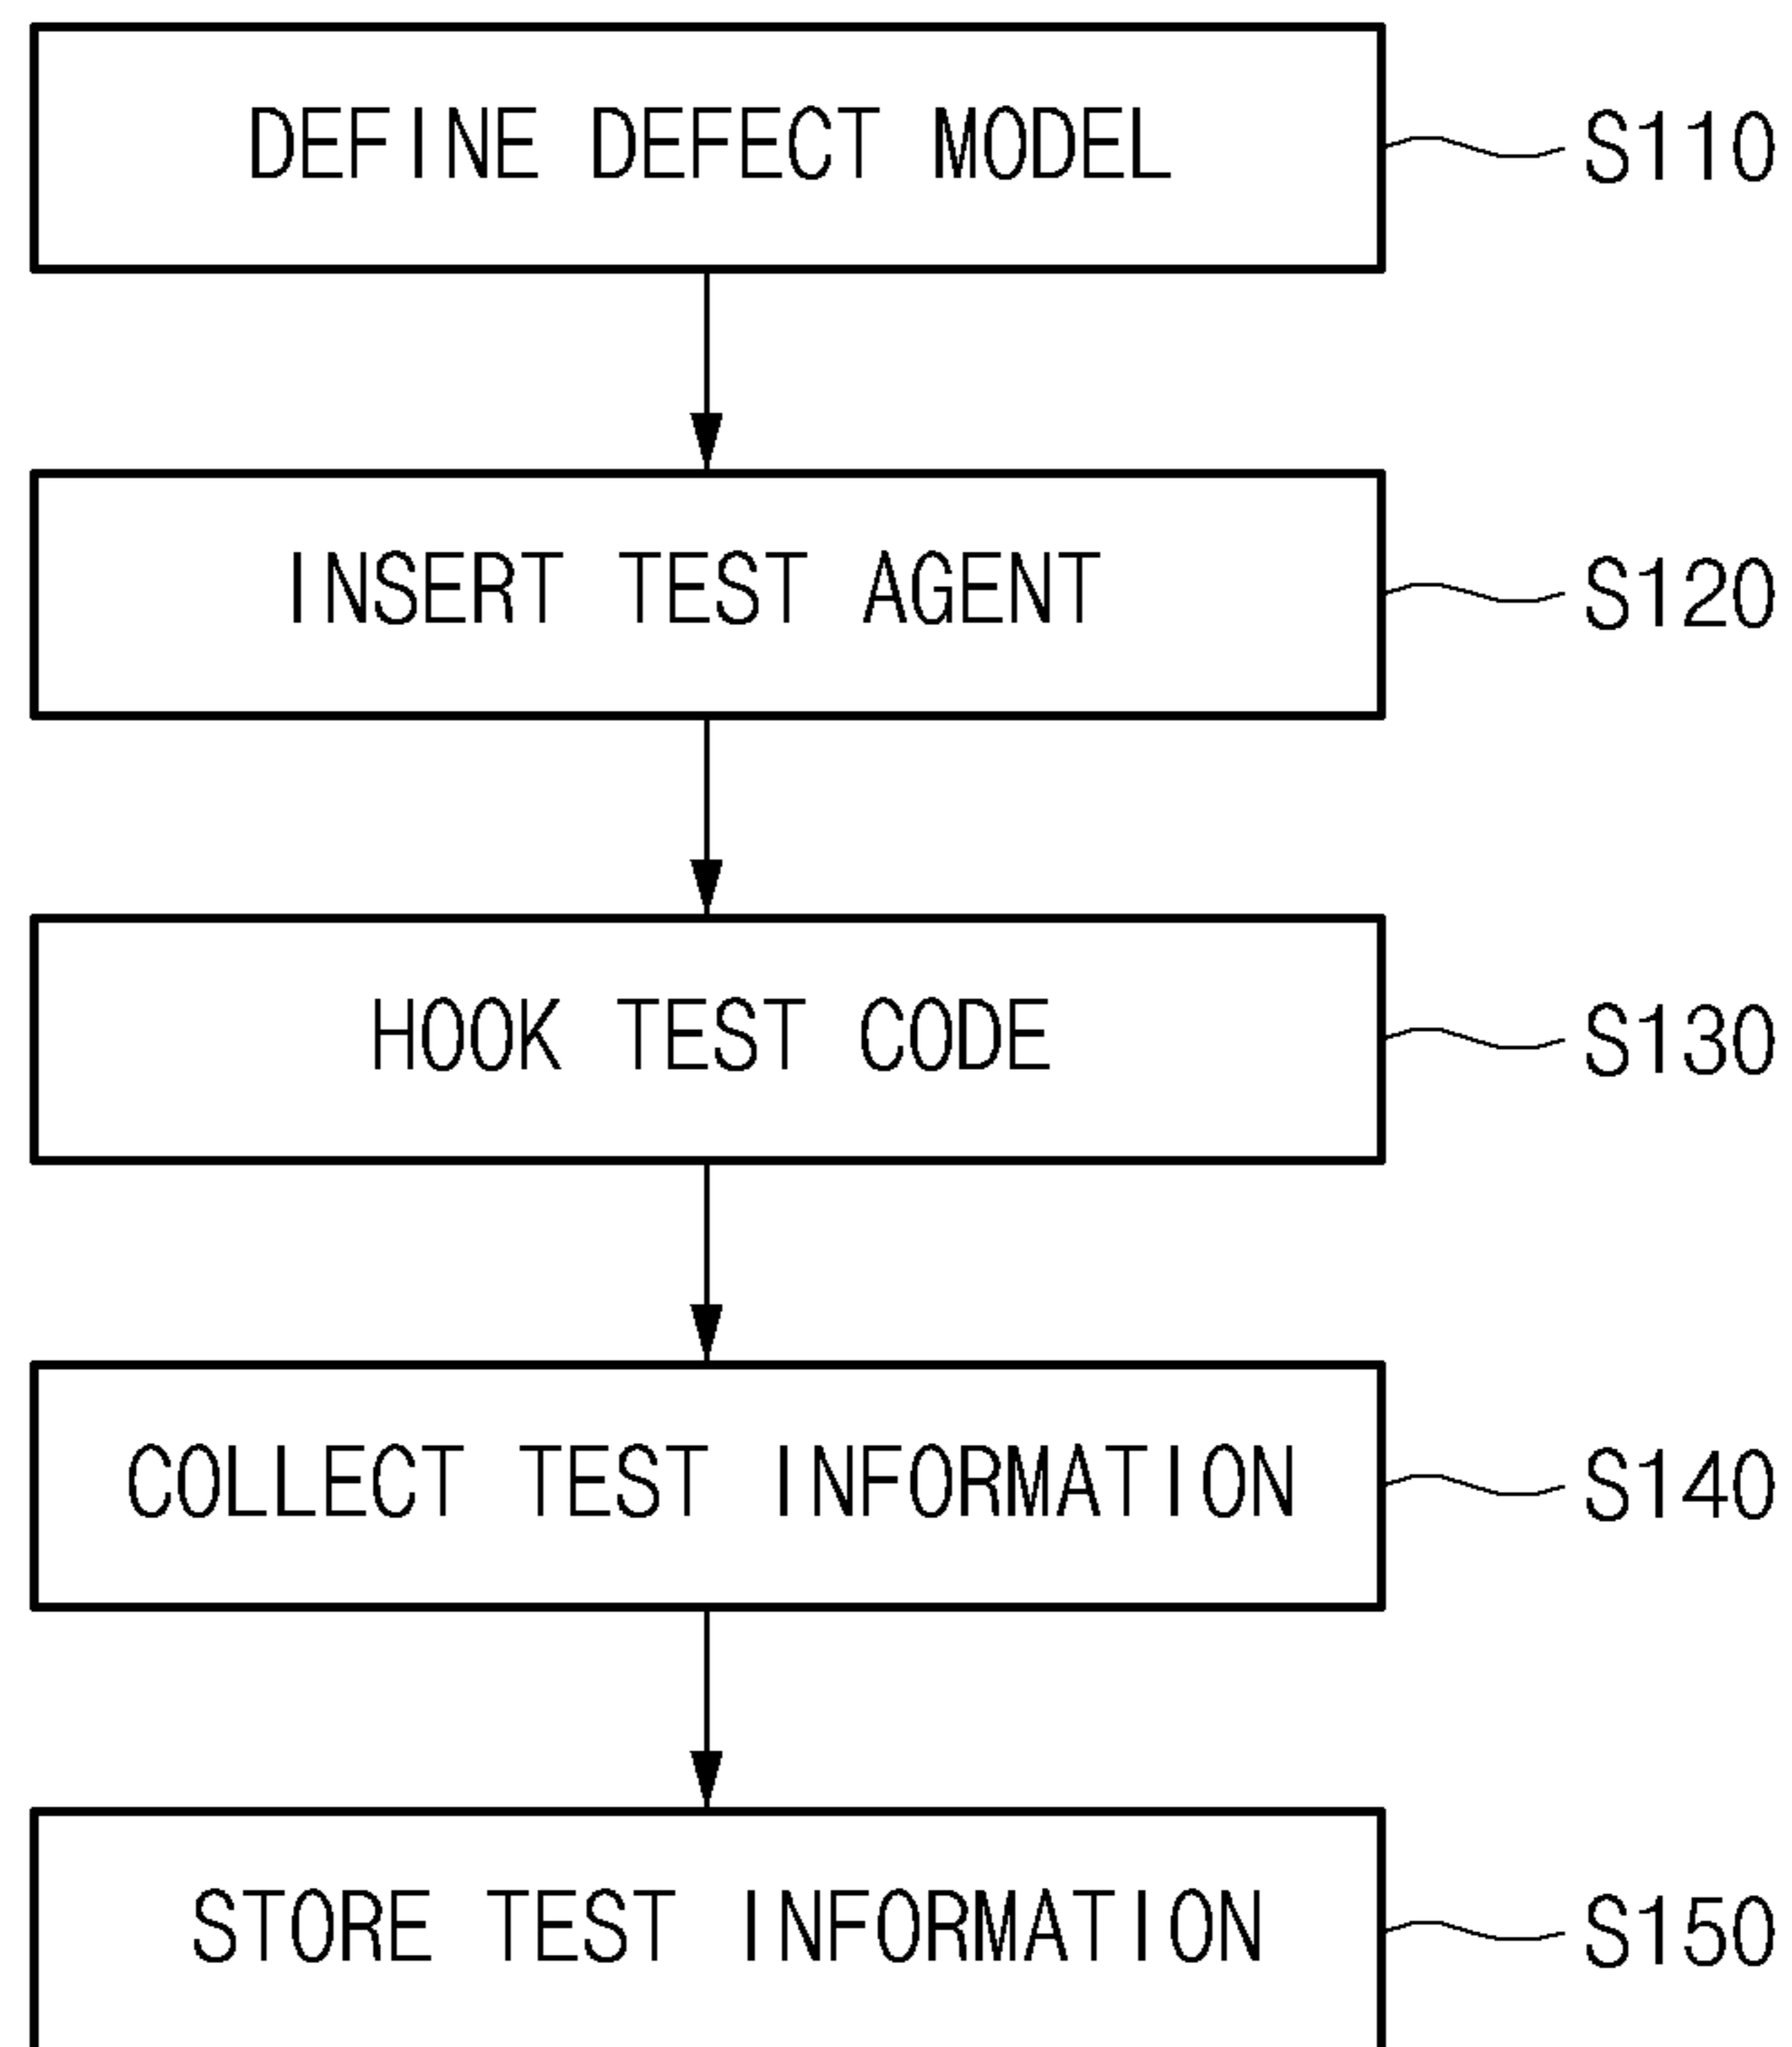 DEFINE DEFECT MODEL
S110
INSERT TEST AGENT
S120
HOOK TEST CODE
S130
COLLECT TEST INFORMATION
S140
STORE TEST INFORMATION
S150